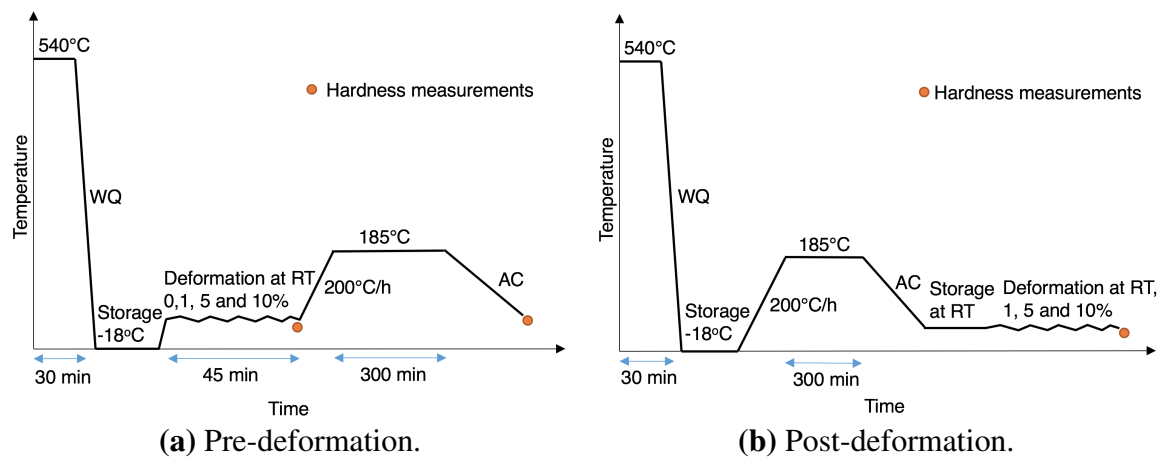 540°C
Hardness measurements
Temperature
WQ
185°C
Deformation at RT
0,1, 5 and 10%
200°C/h
AC
Storage
-18°C
30 min
45 min
300 min
Time
(a) Pre-deformation.
540°C
Hardness measurements
Temperature
WQ
185°C
AC
Storage
at RT
Deformation at RT,
1, 5 and 10%
200°C/h
Storage
-18°C
30 min
300 min
Time
(b) Post-deformation.